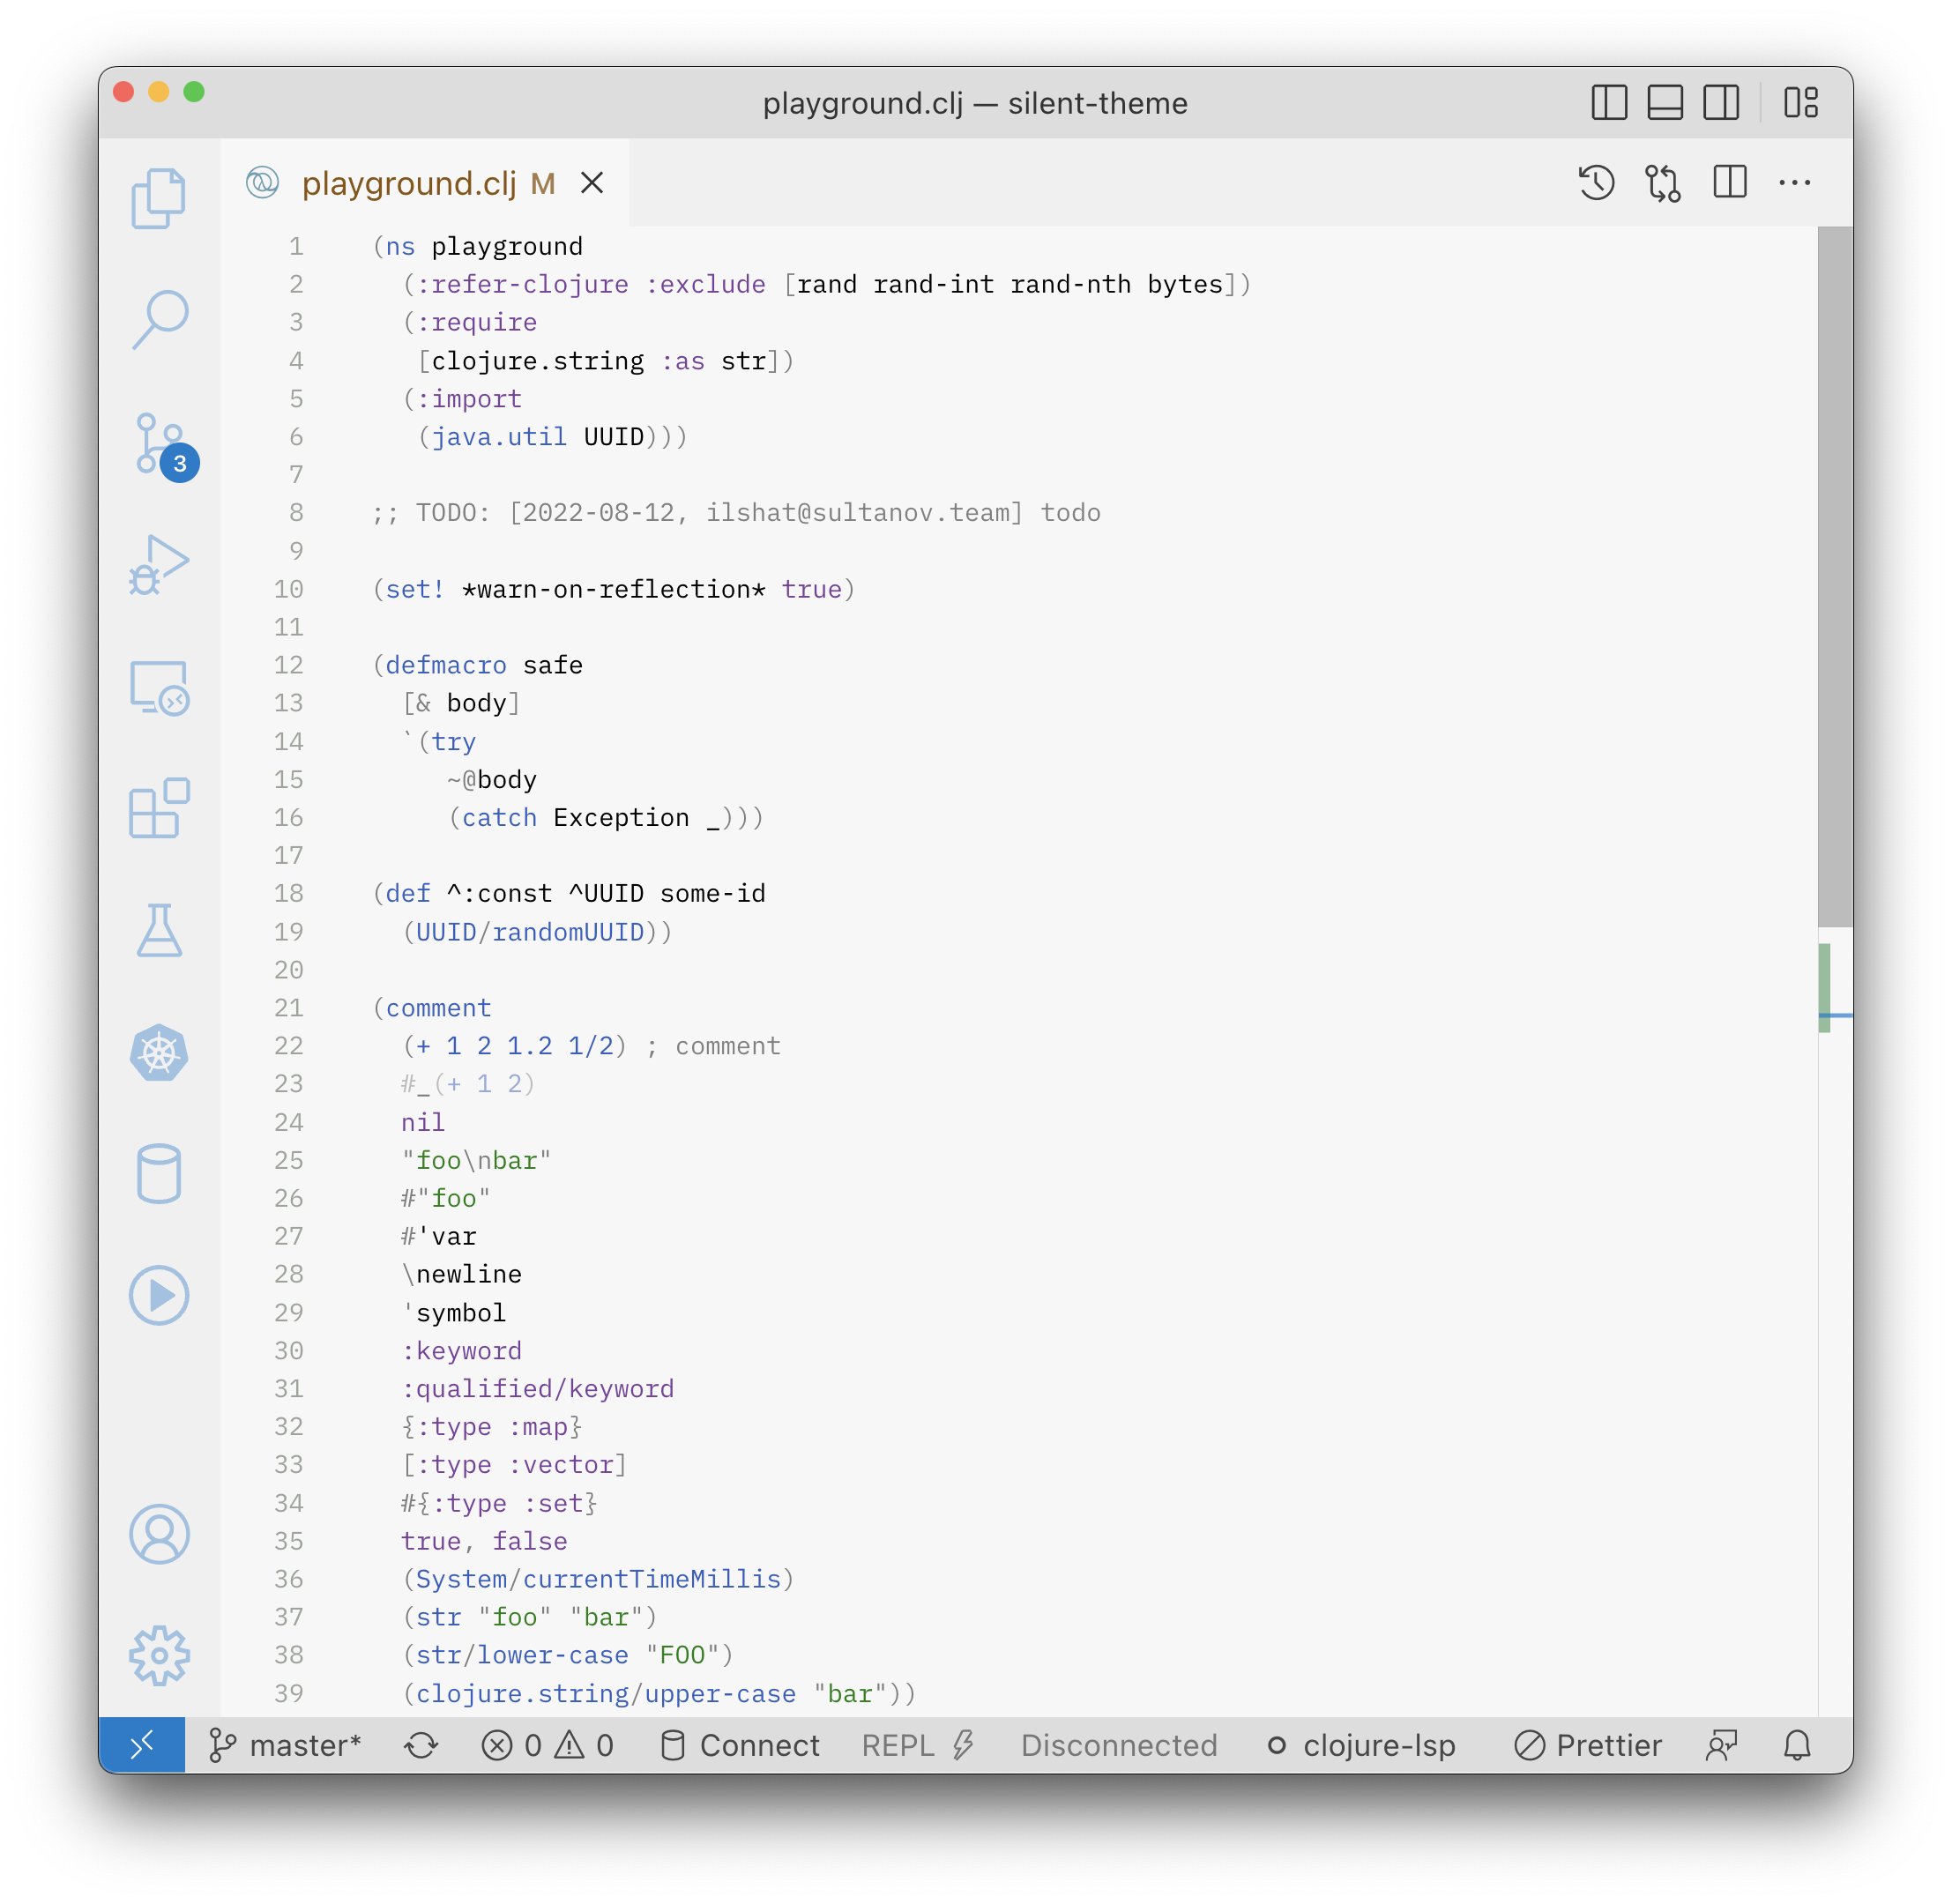 playground.clj — silent-theme
playground.clj M
3
1 (ns playground
2   (:refer-clojure :exclude [rand rand-int rand-nth bytes])
3   (:require
4    [clojure.string :as str])
5   (:import
6    (java.util UUID)))
7
8 ;; TODO: [2022-08-12, ilshat@sultanov.team] todo
9
10 (set! *warn-on-reflection* true)
11
12 (defmacro safe
13   [& body]
14   `(try
15      ~@body
16      (catch Exception _)))
17
18 (def ^:const ^UUID some-id
19   (UUID/randomUUID))
20
21 (comment
22   (+ 1 2 1.2 1/2) ; comment
23   #_(+ 1 2)
24   nil
25   "foo\nbar"
26   #"foo"
27   #'var
28   \newline
29   'symbol
30   :keyword
31   :qualified/keyword
32   {:type :map}
33   [:type :vector]
34   #{:type :set}
35   true, false
36   (System/currentTimeMillis)
37   (str "foo" "bar")
38   (str/lower-case "FOO")
39   (clojure.string/upper-case "bar"))
master* 0 0 Connect REPL Disconnected clojure-lsp Prettier